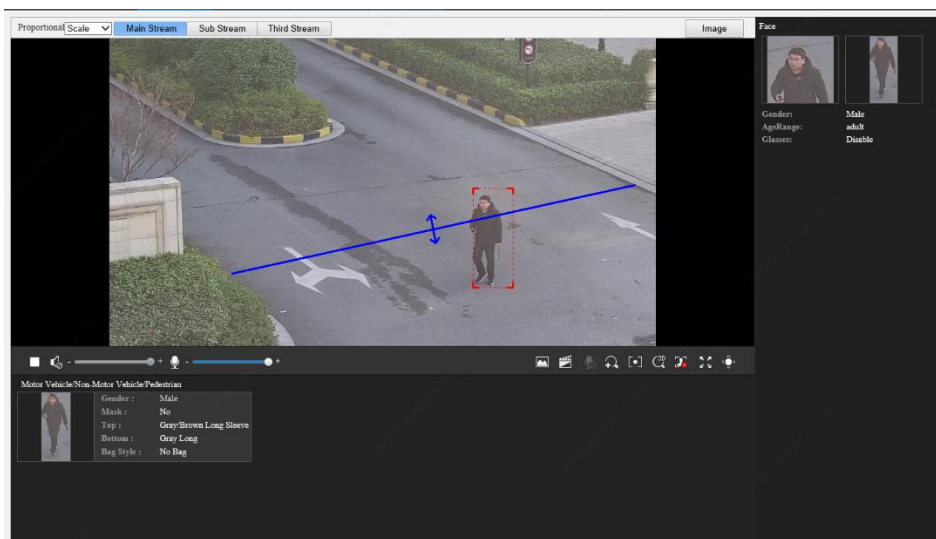 Proportional Scale Main Stream Sub Stream Third Stream Image
Face
Gender: Male
AgeRange: adult
Glasses: Disable
- + - +
3D
Motor Vehicle/Non-Motor Vehicle/Pedestrian
Gender : Male
Mask : No
Top : Gray/Brown Long Sleeve
Bottom : Gray Long
Bag Style : No Bag